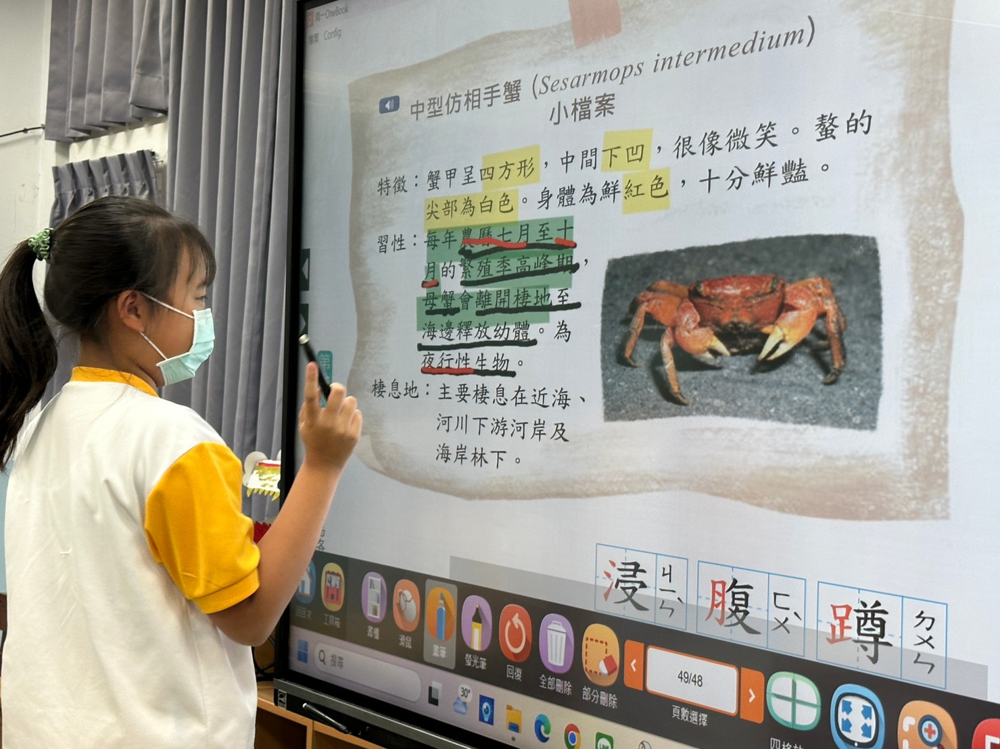 南一OneBook
檔案 Config
中型仿相手蟹 (Sesarmops intermedium)
小檔案
特徵：蟹甲呈四方形，中間下凹，很像微笑。螯的
尖部為白色。身體為鮮紅色，十分鮮豔。
習性：每年農曆七月至十
月的繁殖季高峰期，
母蟹會離開棲地至
海邊釋放幼體。為
夜行性生物。
棲息地：主要棲息在近海、
河川下游河岸及
海岸林下。
第
浸 ㄐㄧㄣˋ
腹 ㄈㄨˋ
蹲 ㄉㄨㄣ
工具箱
書櫃
滑鼠
畫筆
螢光筆
回復
全部刪除
部分刪除
49/48
頁數選擇
搜尋
30°